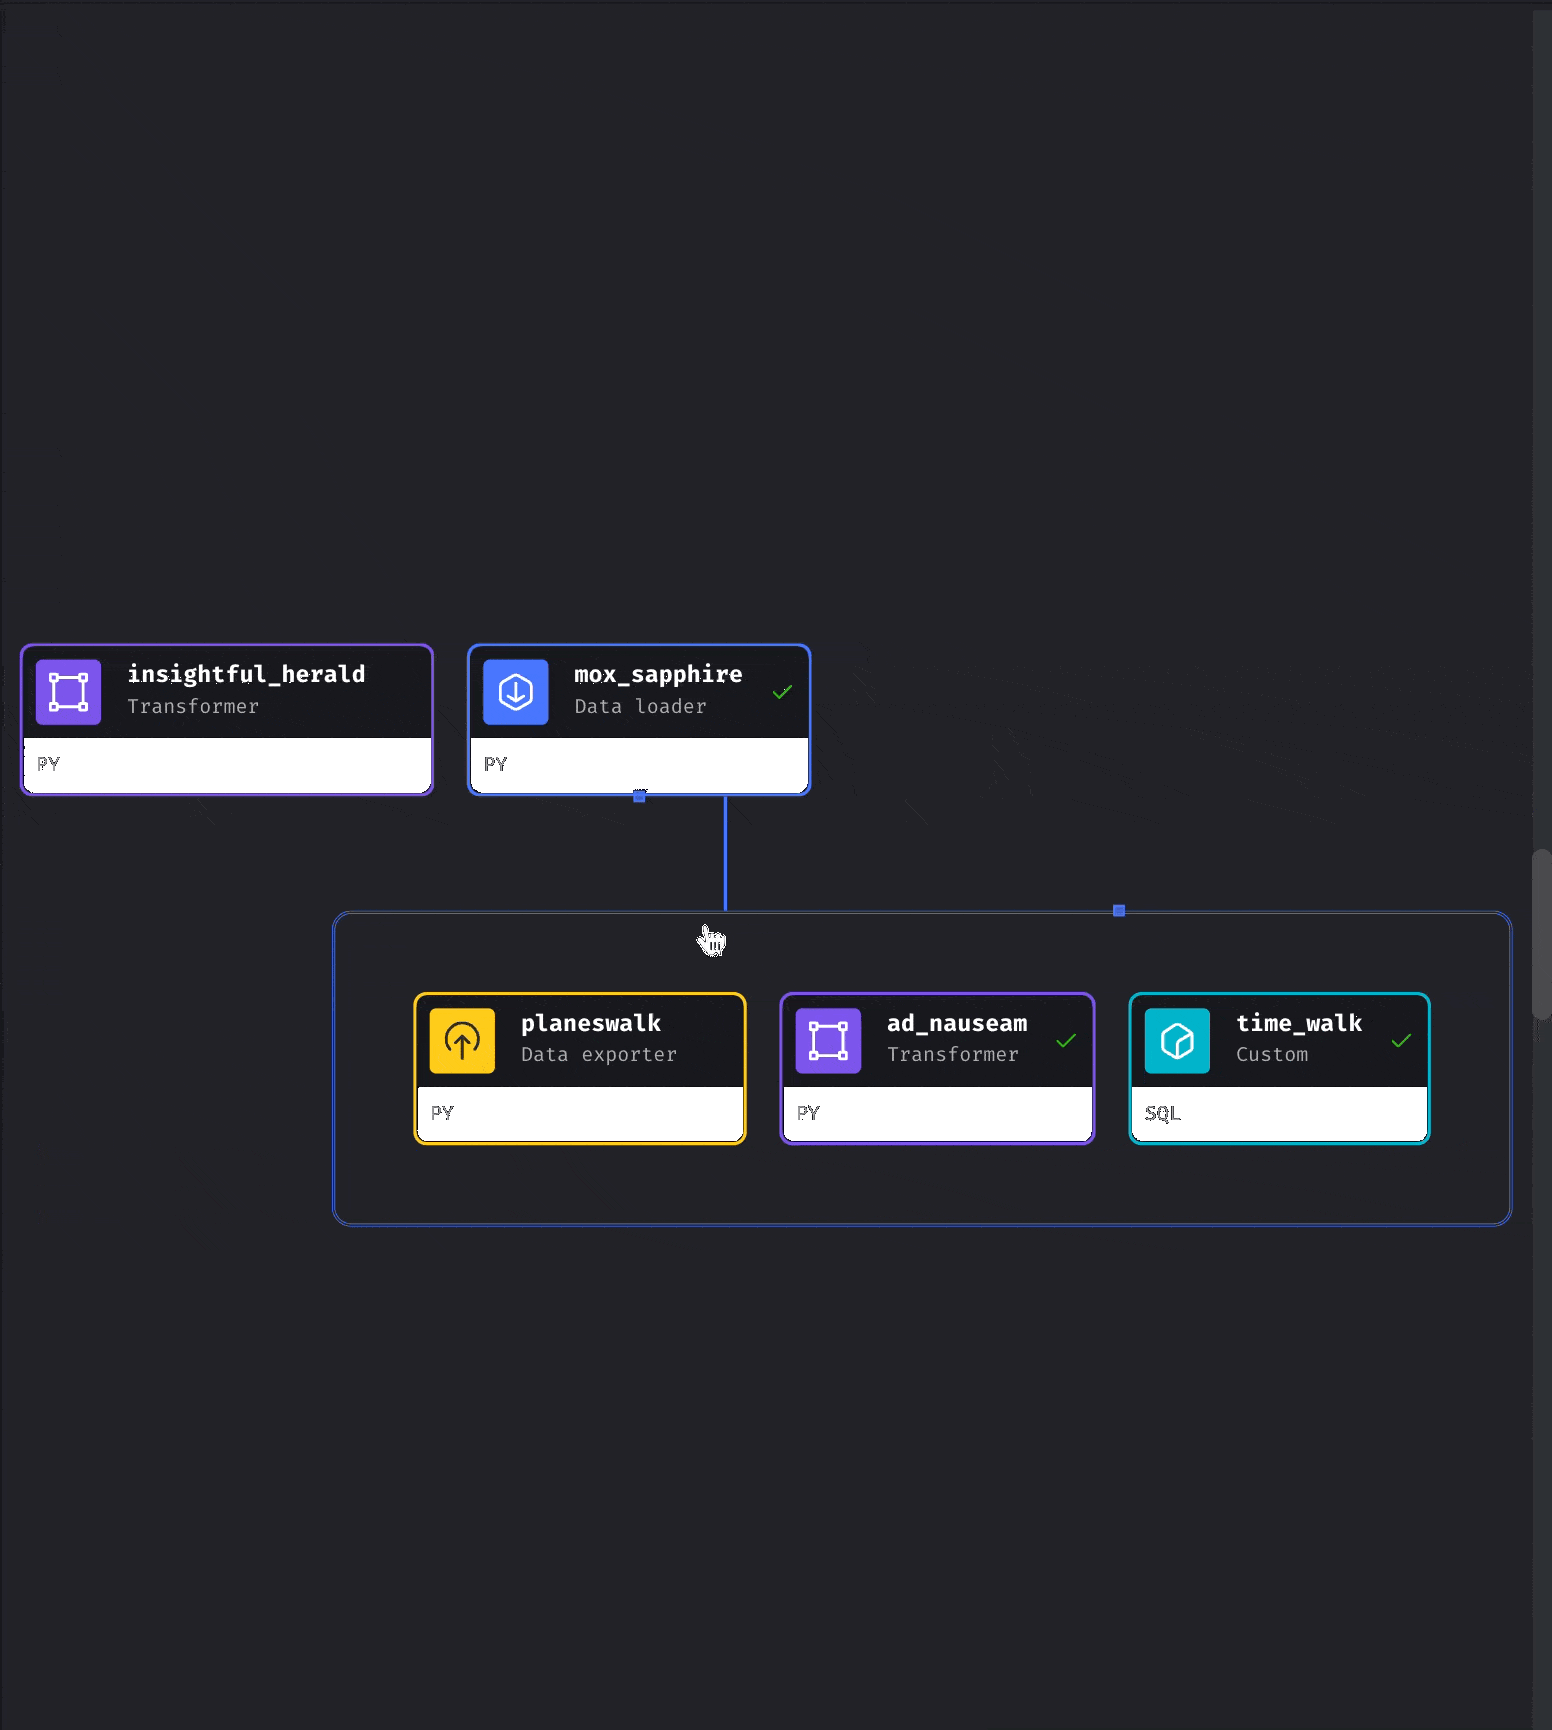 insightful_herald
Transformer
PY
mox_sapphire
Data loader
PY
planeswalk
Data exporter
PY
ad_nauseam
Transformer
PY
time_walk
Custom
SQL